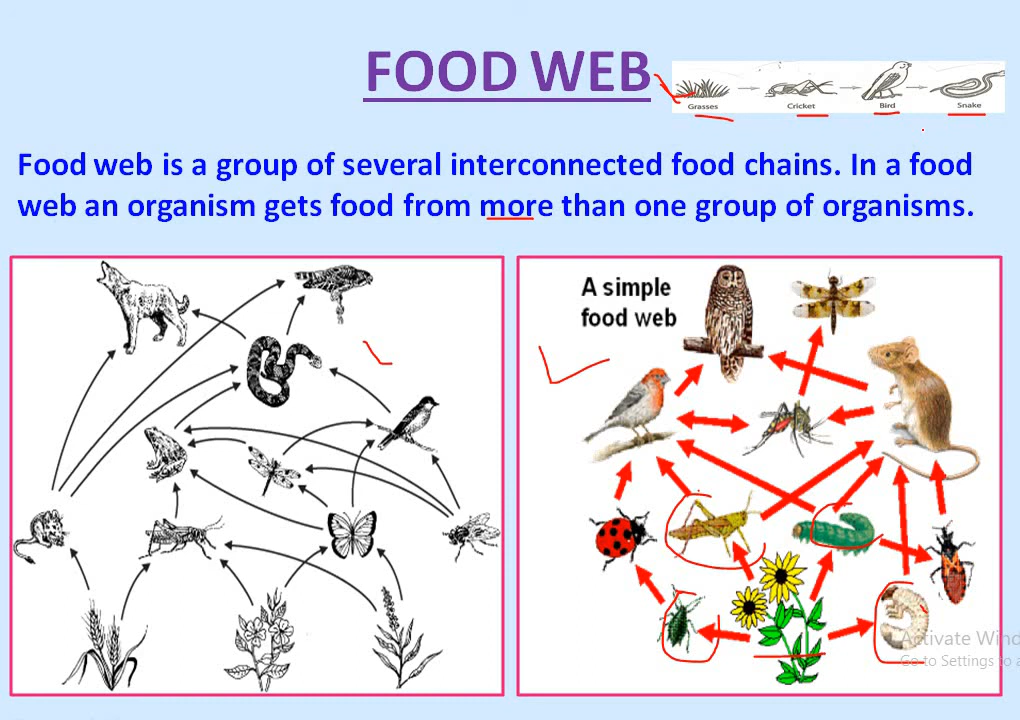 FOOD WEB
Grasses Cricket Bird Snake
Food web is a group of several interconnected food chains. In a food
web an organism gets food from more than one group of organisms.
A simple
food web
Activate Wind
Go to Settings to a